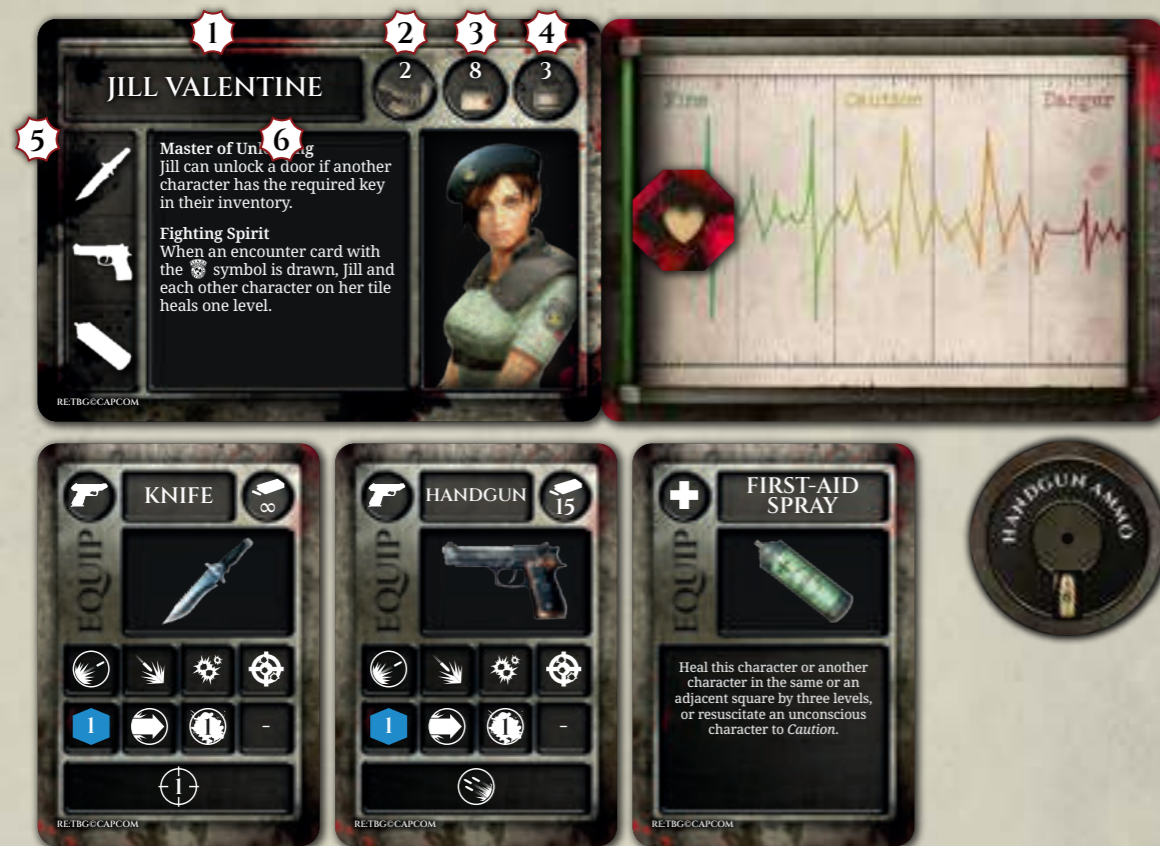 1
2
3
4
JILL VALENTINE
2
8
3
5
6
Master of
Jill can unlock a door if another
character has the required key
in their inventory.
Fighting Spirit
When an encounter card with
the symbol is drawn, Jill and
each other character on her tile
heals one level.
RE:TBG©CAPCOM
Fine
Caution
Danger
KNIFE
∞
EQUIP
1
1
-
1
RE:TBG©CAPCOM
HANDGUN
15
EQUIP
1
1
-
RE:TBG©CAPCOM
FIRST-AID
SPRAY
EQUIP
Heal this character or another
character in the same or an
adjacent square by three levels,
or resuscitate an unconscious
character to Caution.
RE:TBG©CAPCOM
HANDGUN AMMO